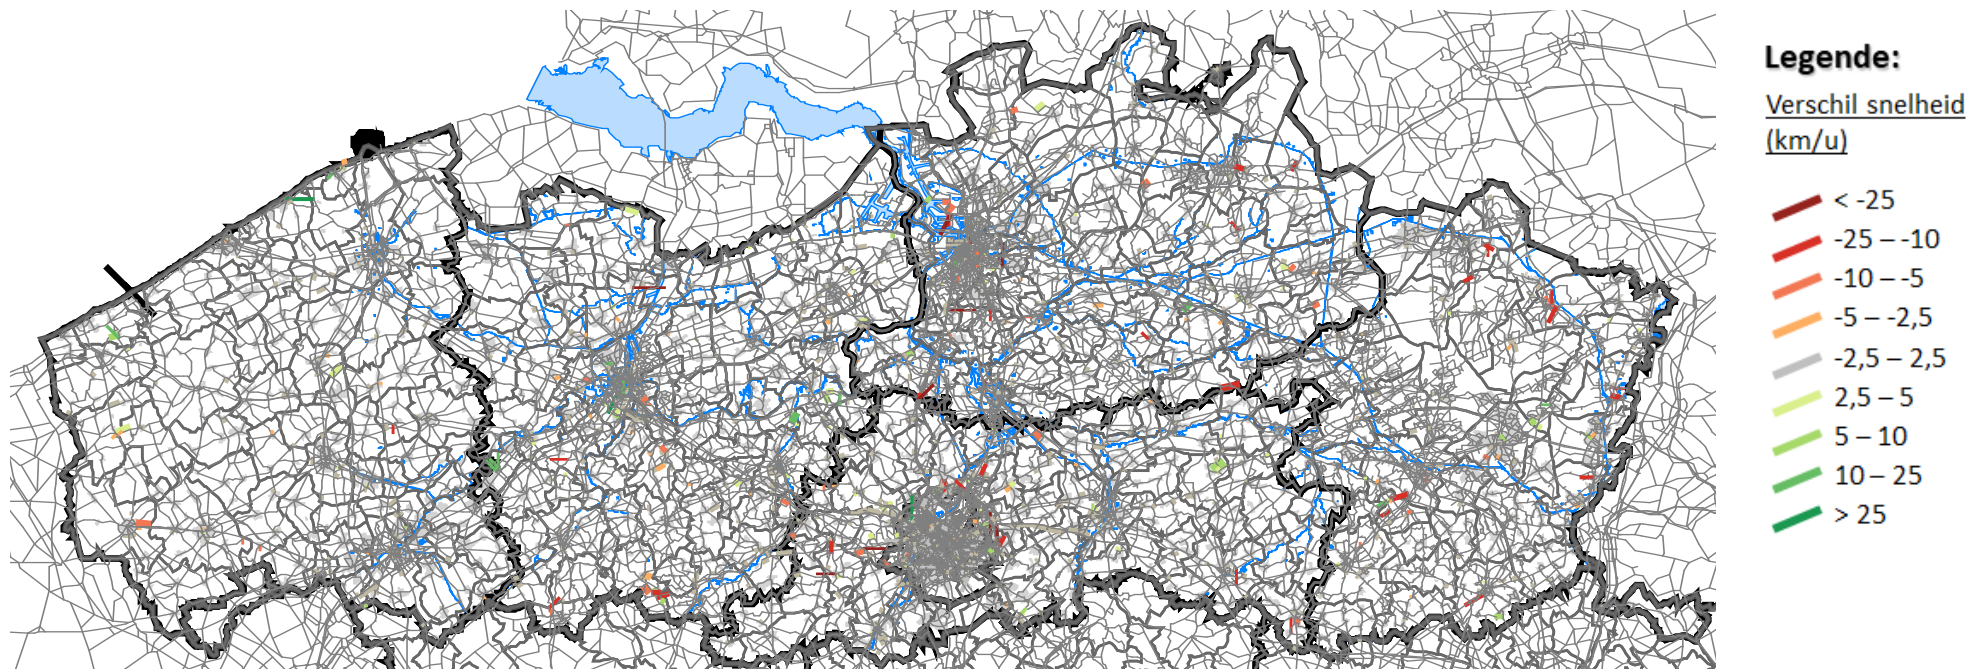 Legende:
Verschil snelheid
(km/u)
< -25
-25 – -10
-10 – -5
-5 – -2,5
-2,5 – 2,5
2,5 – 5
5 – 10
10 – 25
> 25